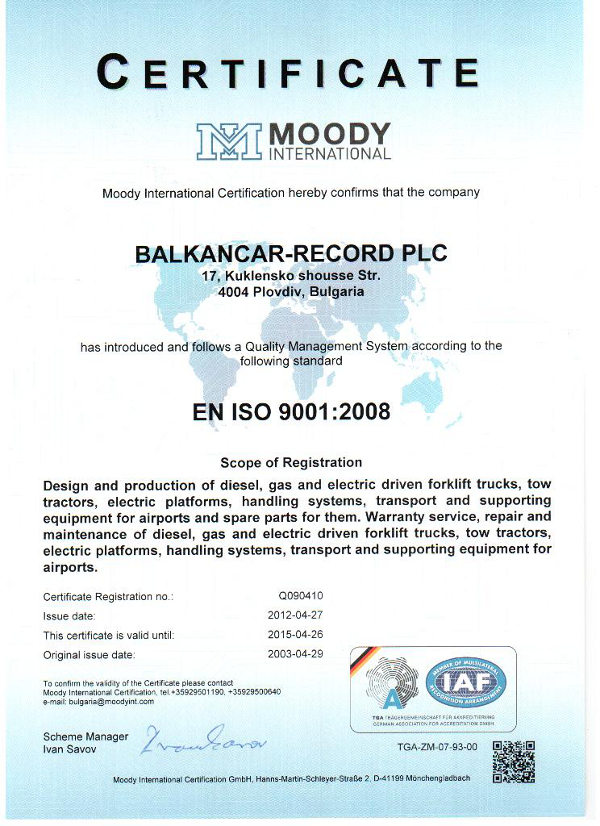 CERTIFICATE
MOODY
INTERNATIONAL
Moody International Certification hereby confirms that the company
BALKANCAR-RECORD PLC
17, Kuklensko shousse Str.
4004 Plovdiv, Bulgaria
has introduced and follows a Quality Management System according to the
following standard
EN ISO 9001:2008
Scope of Registration
Design and production of diesel, gas and electric driven forklift trucks, tow
tractors, electric platforms, handling systems, transport and supporting
equipment for airports and spare parts for them. Warranty service, repair and
maintenance of diesel, gas and electric driven forklift trucks, tow tractors,
electric platforms, handling systems, transport and supporting equipment for
airports.
Certificate Registration no.: Q090410
Issue date: 2012-04-27
This certificate is valid until: 2015-04-26
Original issue date: 2003-04-29
To confirm the validity of the Certificate please contact
Moody International Certification, tel.+35929501190, +35929500640
e-mail: bulgaria@moodyint.com
MEMBER OF MULTILATERAL
IAF
RECOGNITION ARRANGEMENT
A
TGA TRÄGERGEMEINSCHAFT FÜR AKKREDITIERUNG
GERMAN ASSOCIATION FOR ACCREDITATION GMBH
Scheme Manager
Ivan Savov
TGA-ZM-07-93-00
Moody International Certification GmbH, Hanns-Martin-Schleyer-Straße 2, D-41199 Mönchengladbach